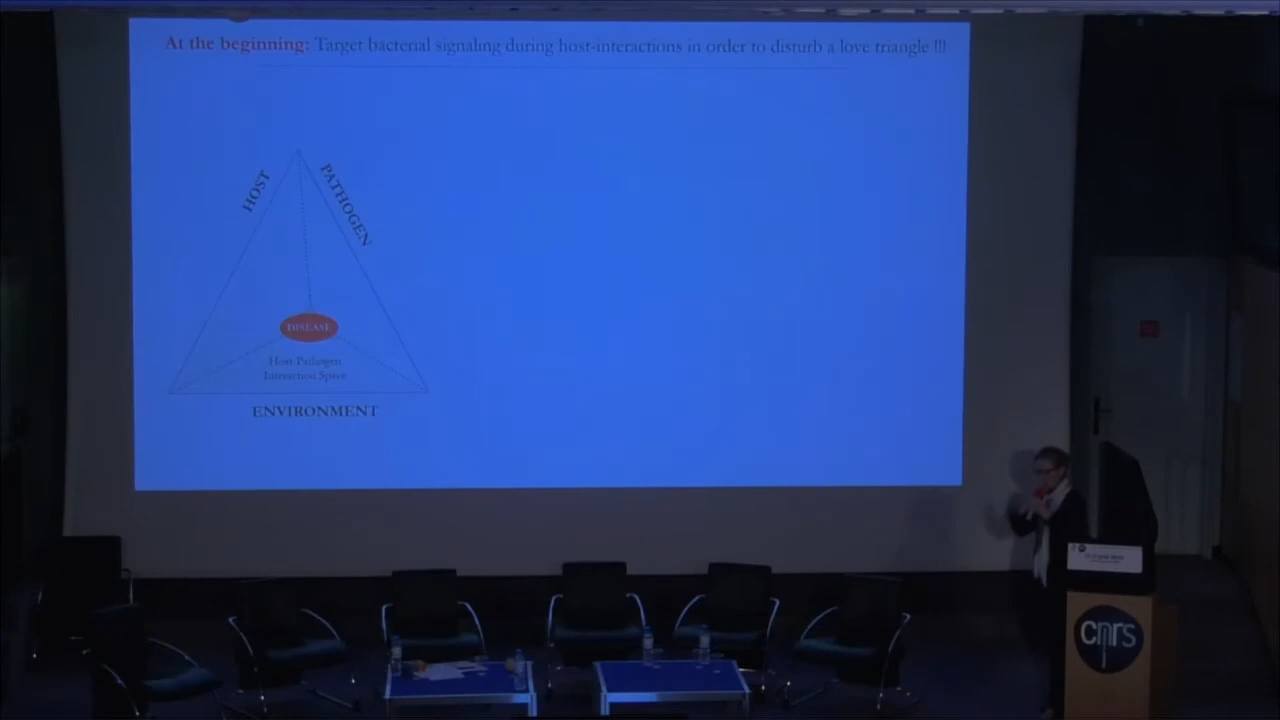 At the beginning: Target bacterial signaling during host-interactions in order to disturb a love triangle !!!
HOST
PATHOGEN
DISEASE
Host Pathogen
Interaction Space
ENVIRONMENT
cnrs